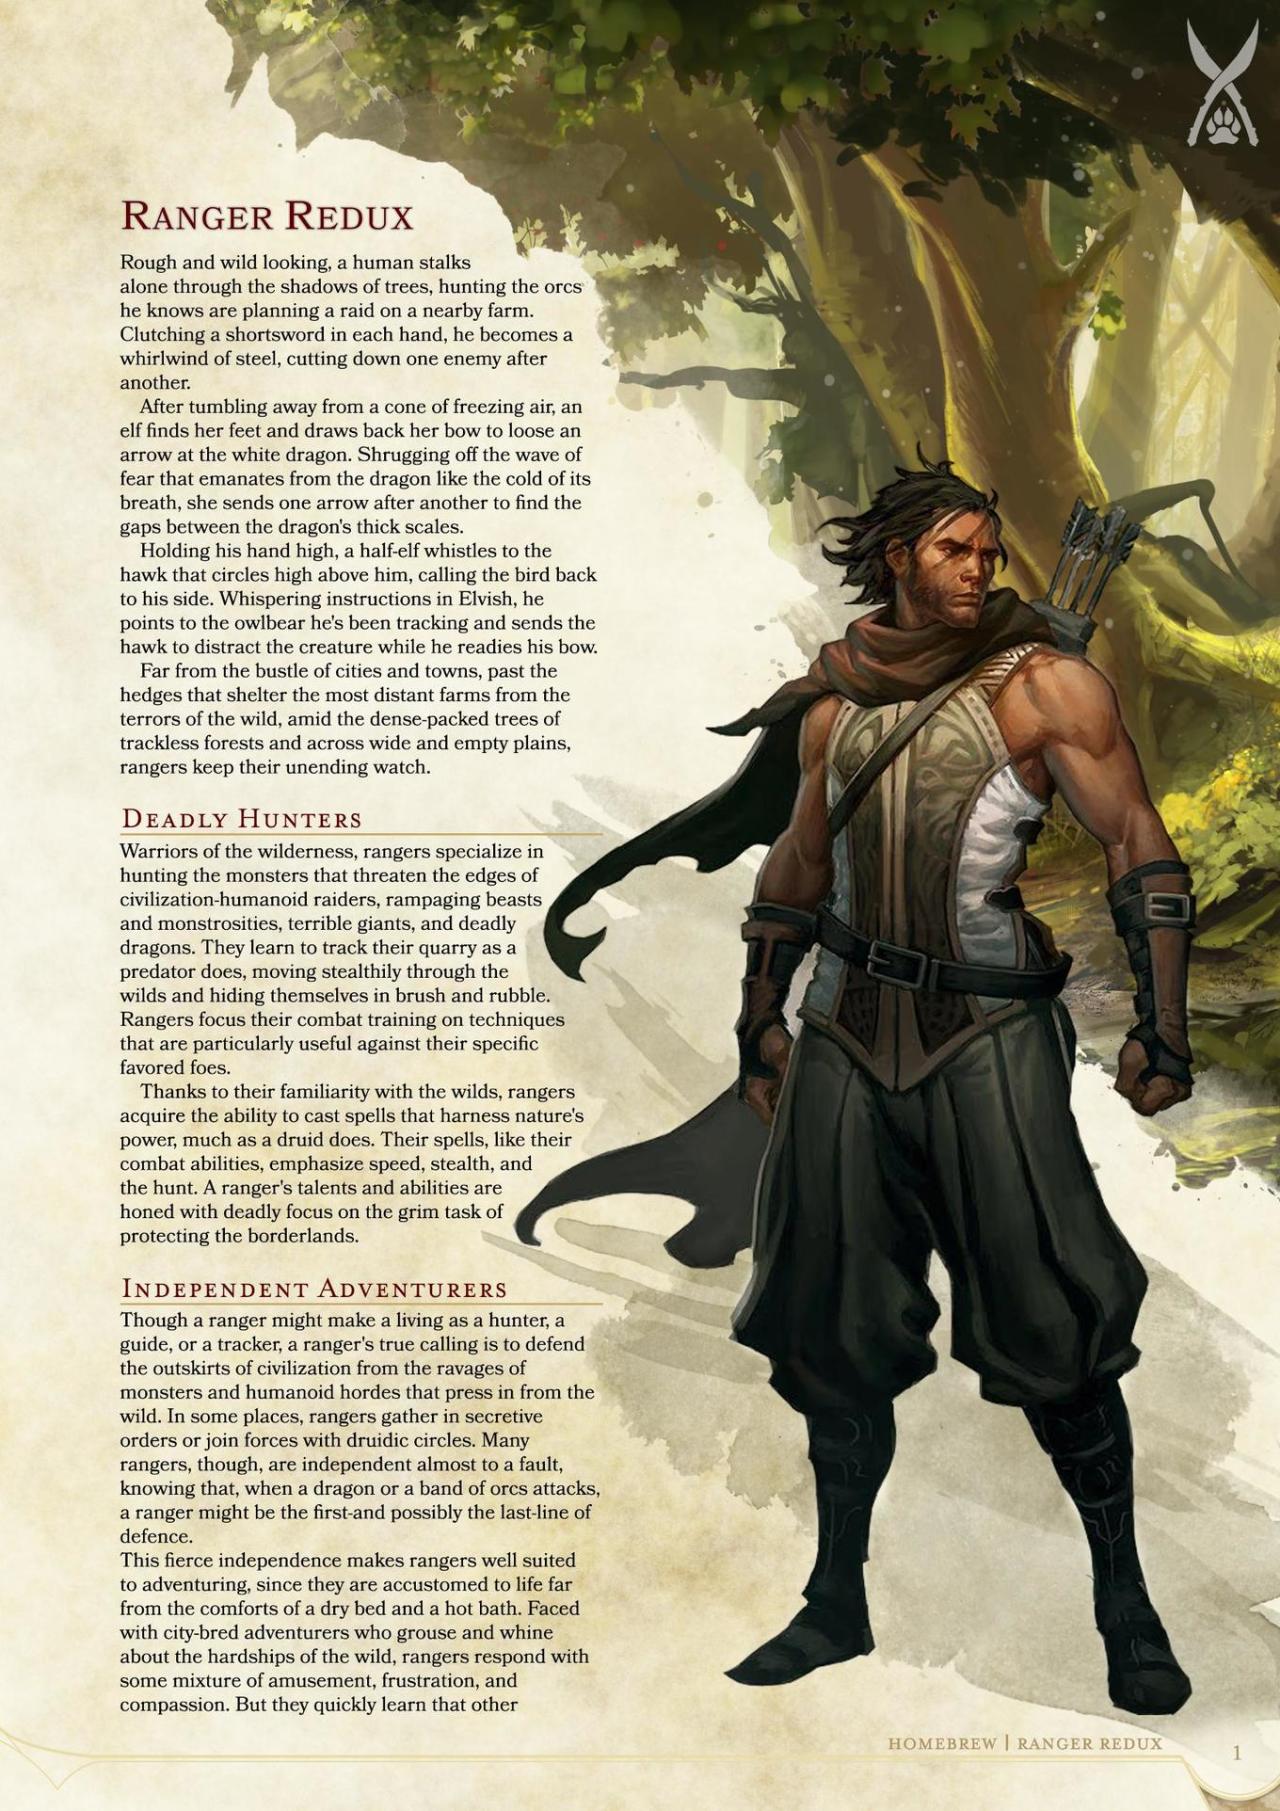 Ranger Redux
Rough and wild looking, a human stalks
alone through the shadows of trees, hunting the orcs
he knows are planning a raid on a nearby farm.
Clutching a shortsword in each hand, he becomes a
whirlwind of steel, cutting down one enemy after
another.
After tumbling away from a cone of freezing air, an
elf finds her feet and draws back her bow to loose an
arrow at the white dragon. Shrugging off the wave of
fear that emanates from the dragon like the cold of its
breath, she sends one arrow after another to find the
gaps between the dragon's thick scales.
Holding his hand high, a half-elf whistles to the
hawk that circles high above him, calling the bird back
to his side. Whispering instructions in Elvish, he
points to the owlbear he's been tracking and sends the
hawk to distract the creature while he readies his bow.
Far from the bustle of cities and towns, past the
hedges that shelter the most distant farms from the
terrors of the wild, amid the dense-packed trees of
trackless forests and across wide and empty plains,
rangers keep their unending watch.
Deadly Hunters
Warriors of the wilderness, rangers specialize in
hunting the monsters that threaten the edges of
civilization-humanoid raiders, rampaging beasts
and monstrosities, terrible giants, and deadly
dragons. They learn to track their quarry as a
predator does, moving stealthily through the
wilds and hiding themselves in brush and rubble.
Rangers focus their combat training on techniques
that are particularly useful against their specific
favored foes.
Thanks to their familiarity with the wilds, rangers
acquire the ability to cast spells that harness nature's
power, much as a druid does. Their spells, like their
combat abilities, emphasize speed, stealth, and
the hunt. A ranger's talents and abilities are
honed with deadly focus on the grim task of
protecting the borderlands.
Independent Adventurers
Though a ranger might make a living as a hunter, a
guide, or a tracker, a ranger's true calling is to defend
the outskirts of civilization from the ravages of
monsters and humanoid hordes that press in from the
wild. In some places, rangers gather in secretive
orders or join forces with druidic circles. Many
rangers, though, are independent almost to a fault,
knowing that, when a dragon or a band of orcs attacks,
a ranger might be the first-and possibly the last-line of
defence.
This fierce independence makes rangers well suited
to adventuring, since they are accustomed to life far
from the comforts of a dry bed and a hot bath. Faced
with city-bred adventurers who grouse and whine
about the hardships of the wild, rangers respond with
some mixture of amusement, frustration, and
compassion. But they quickly learn that other
HOMEBREW | RANGER REDUX
1